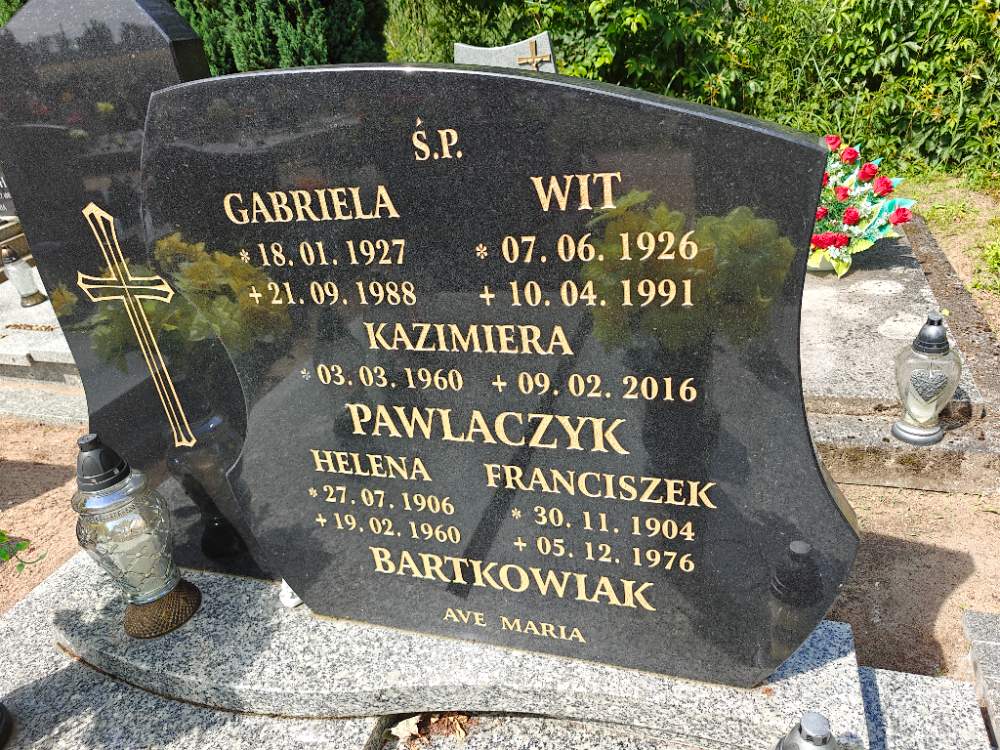 Ś.P.
GABRIELA WIT
* 18. 01. 1927 * 07. 06. 1926
+ 21. 09. 1988 + 10. 04. 1991
KAZIMIERA
* 03. 03. 1960 + 09. 02. 2016
PAWLACZYK
HELENA FRANCISZEK
* 27. 07. 1906 * 30. 11. 1904
+ 19. 02. 1960 + 05. 12. 1976
BARTKOWIAK
AVE MARIA